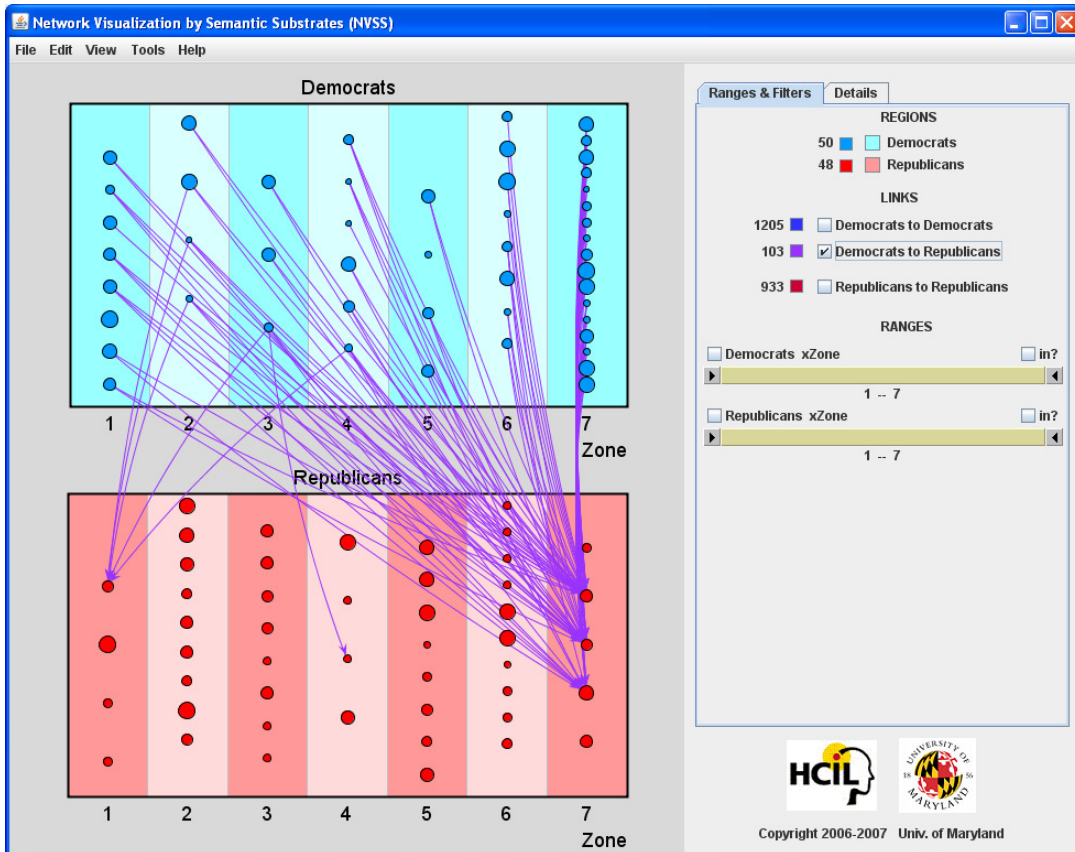 Network Visualization by Semantic Substrates (NVSS)
File Edit View Tools Help
Democrats
1 2 3 4 5 6 7
Zone
Republicans
1 2 3 4 5 6 7
Zone
Ranges & Filters Details
REGIONS
50 Democrats
48 Republicans
LINKS
1205 Democrats to Democrats
103 Democrats to Republicans
933 Republicans to Republicans
RANGES
Democrats xZone in?
1 -- 7
Republicans xZone in?
1 -- 7
HCIL
UNIVERSITY OF
18 56
MARYLAND
Copyright 2006-2007 Univ. of Maryland